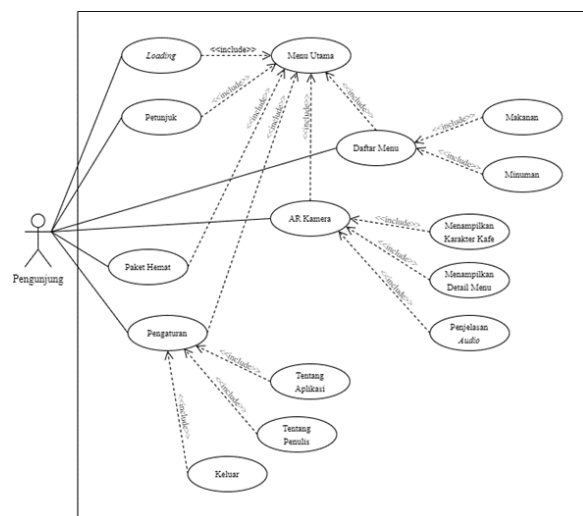 Loading
<<include>>
Menu Utama
Petunjuk
<<include>>
<<include>>
<<include>>
<<include>>
<<include>>
Daftar Menu
<<include>>
Makanan
<<include>>
Minuman
Pengunjung
AR Kamera
<<include>>
Menampilkan
Karakter Kafe
Paket Hemat
<<include>>
Menampilkan
Detail Menu
<<include>>
Penjelasan
Audio
Pengaturan
<<include>>
Tentang
Aplikasi
<<include>>
Tentang
Penulis
<<include>>
Keluar